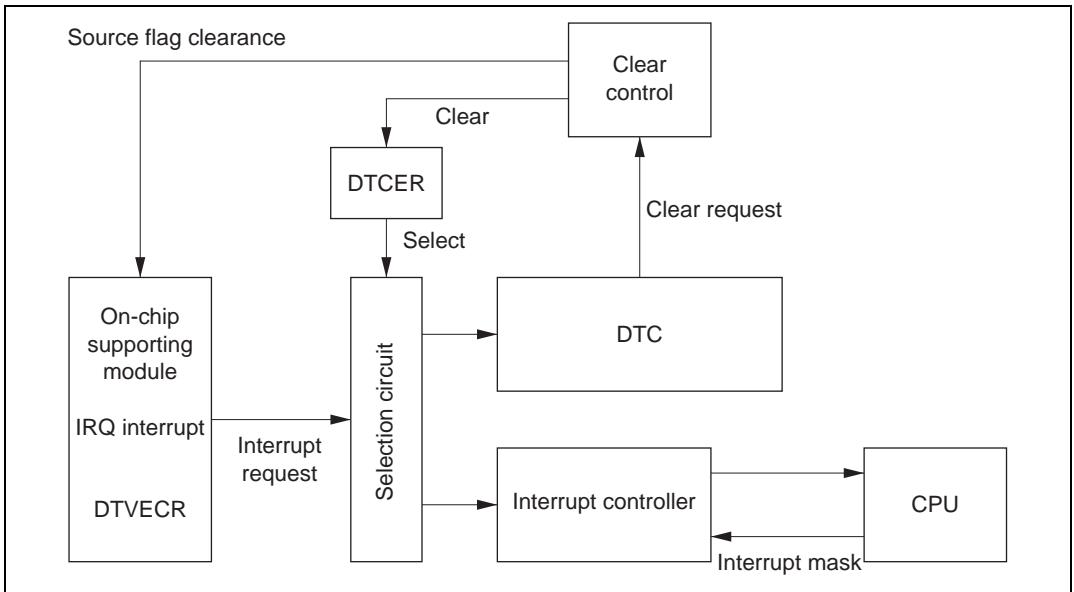 Source flag clearance
Clear
control
Clear
DTCER
Clear request
Select
On-chip
supporting
module
IRQ interrupt
DTVECR
Interrupt
request
Selection circuit
DTC
Interrupt controller
CPU
Interrupt mask